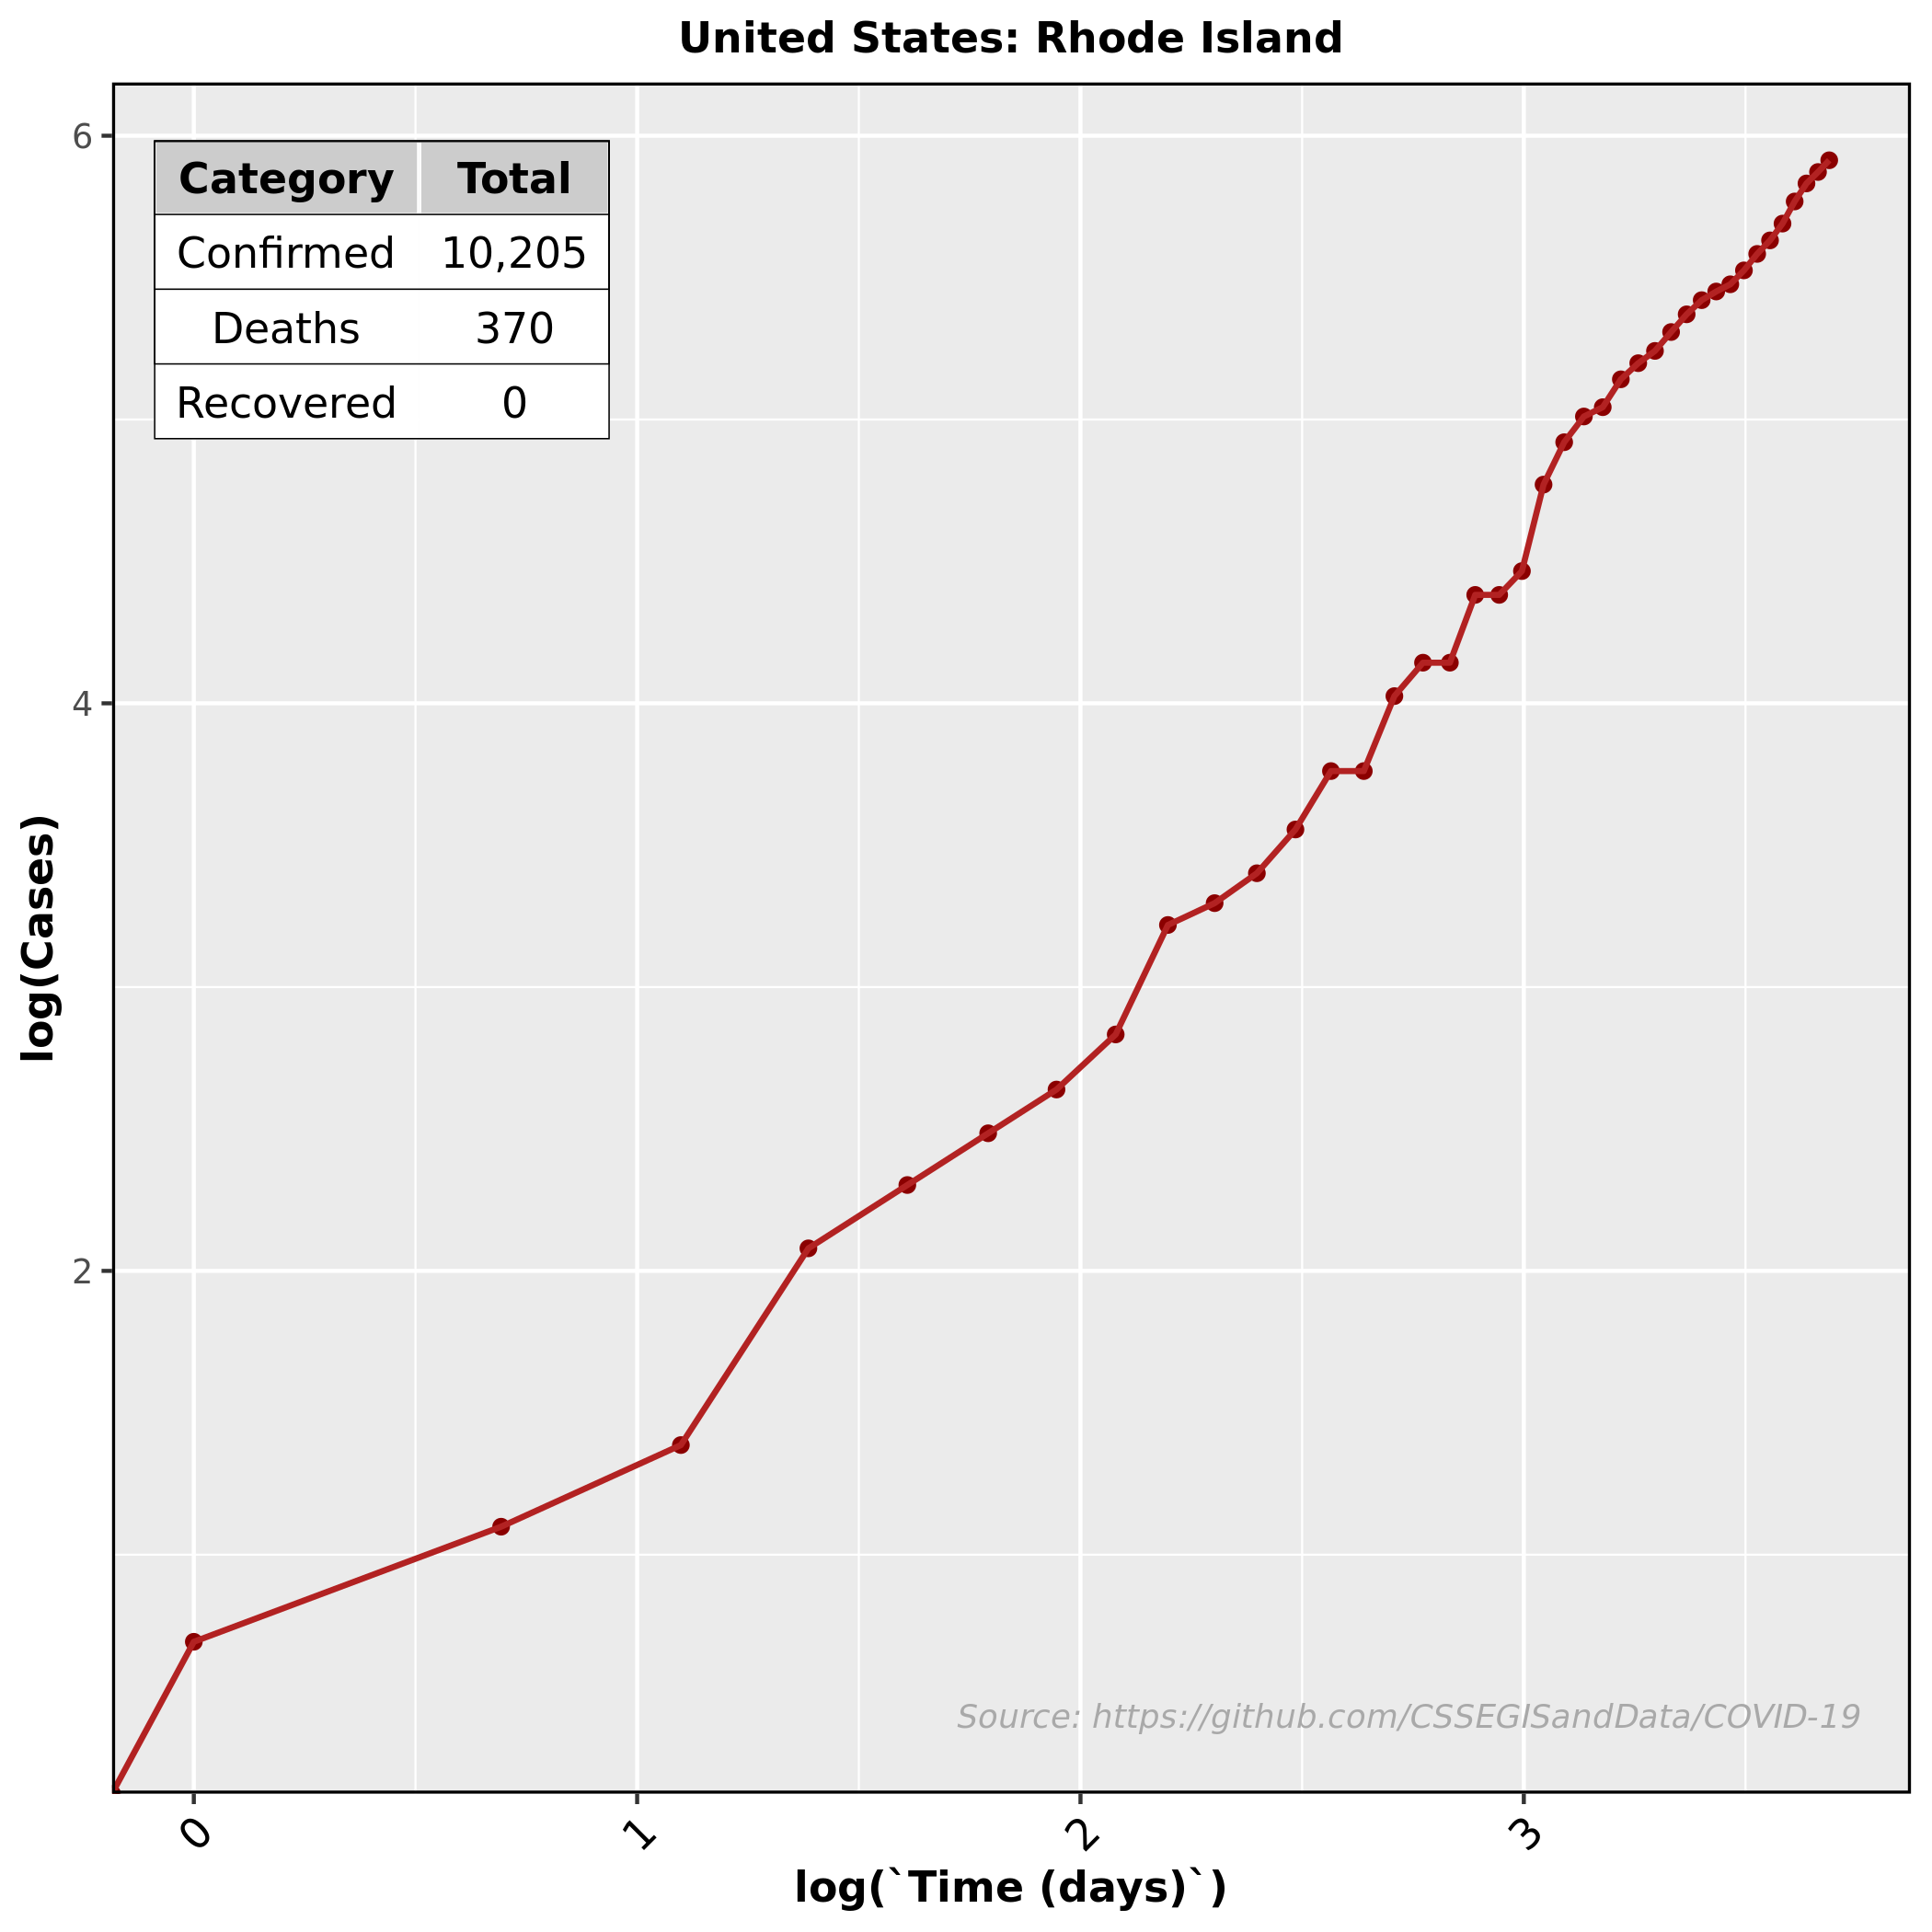 United States: Rhode Island
6
Category Total
Confirmed 10,205
Deaths 370
Recovered 0
4
log(Cases)
2
Source: https://github.com/CSSEGISandData/COVID-19
0 1 2 3
log(`Time (days)`)